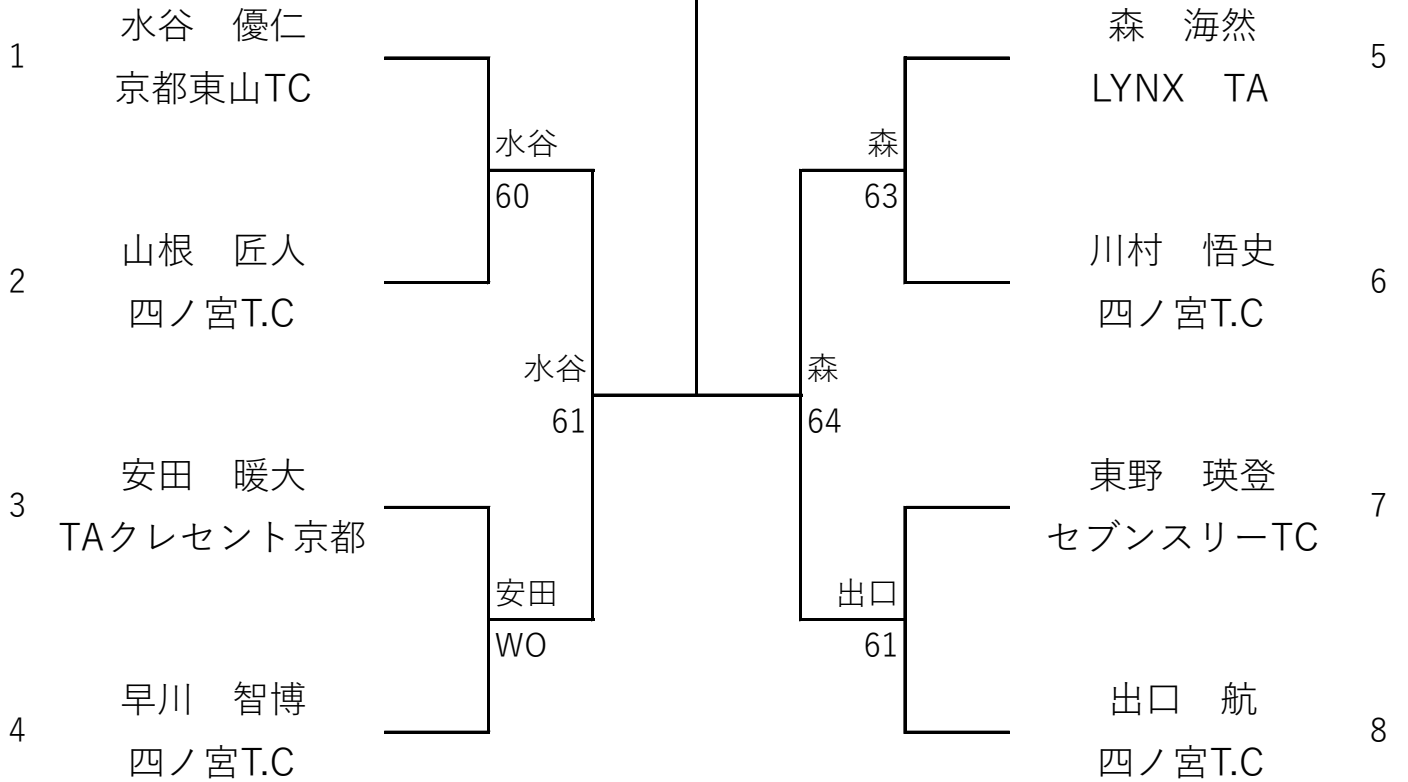 1
水谷　優仁
京都東山TC
2
山根　匠人
四ノ宮T.C
3
安田　暖大
TAクレセント京都
4
早川　智博
四ノ宮T.C
水谷
60
安田
WO
水谷
61
森
64
森
63
出口
61
森　海然
LYNX　TA
5
川村　悟史
四ノ宮T.C
6
東野　瑛登
セブンスリーTC
7
出口　航
四ノ宮T.C
8